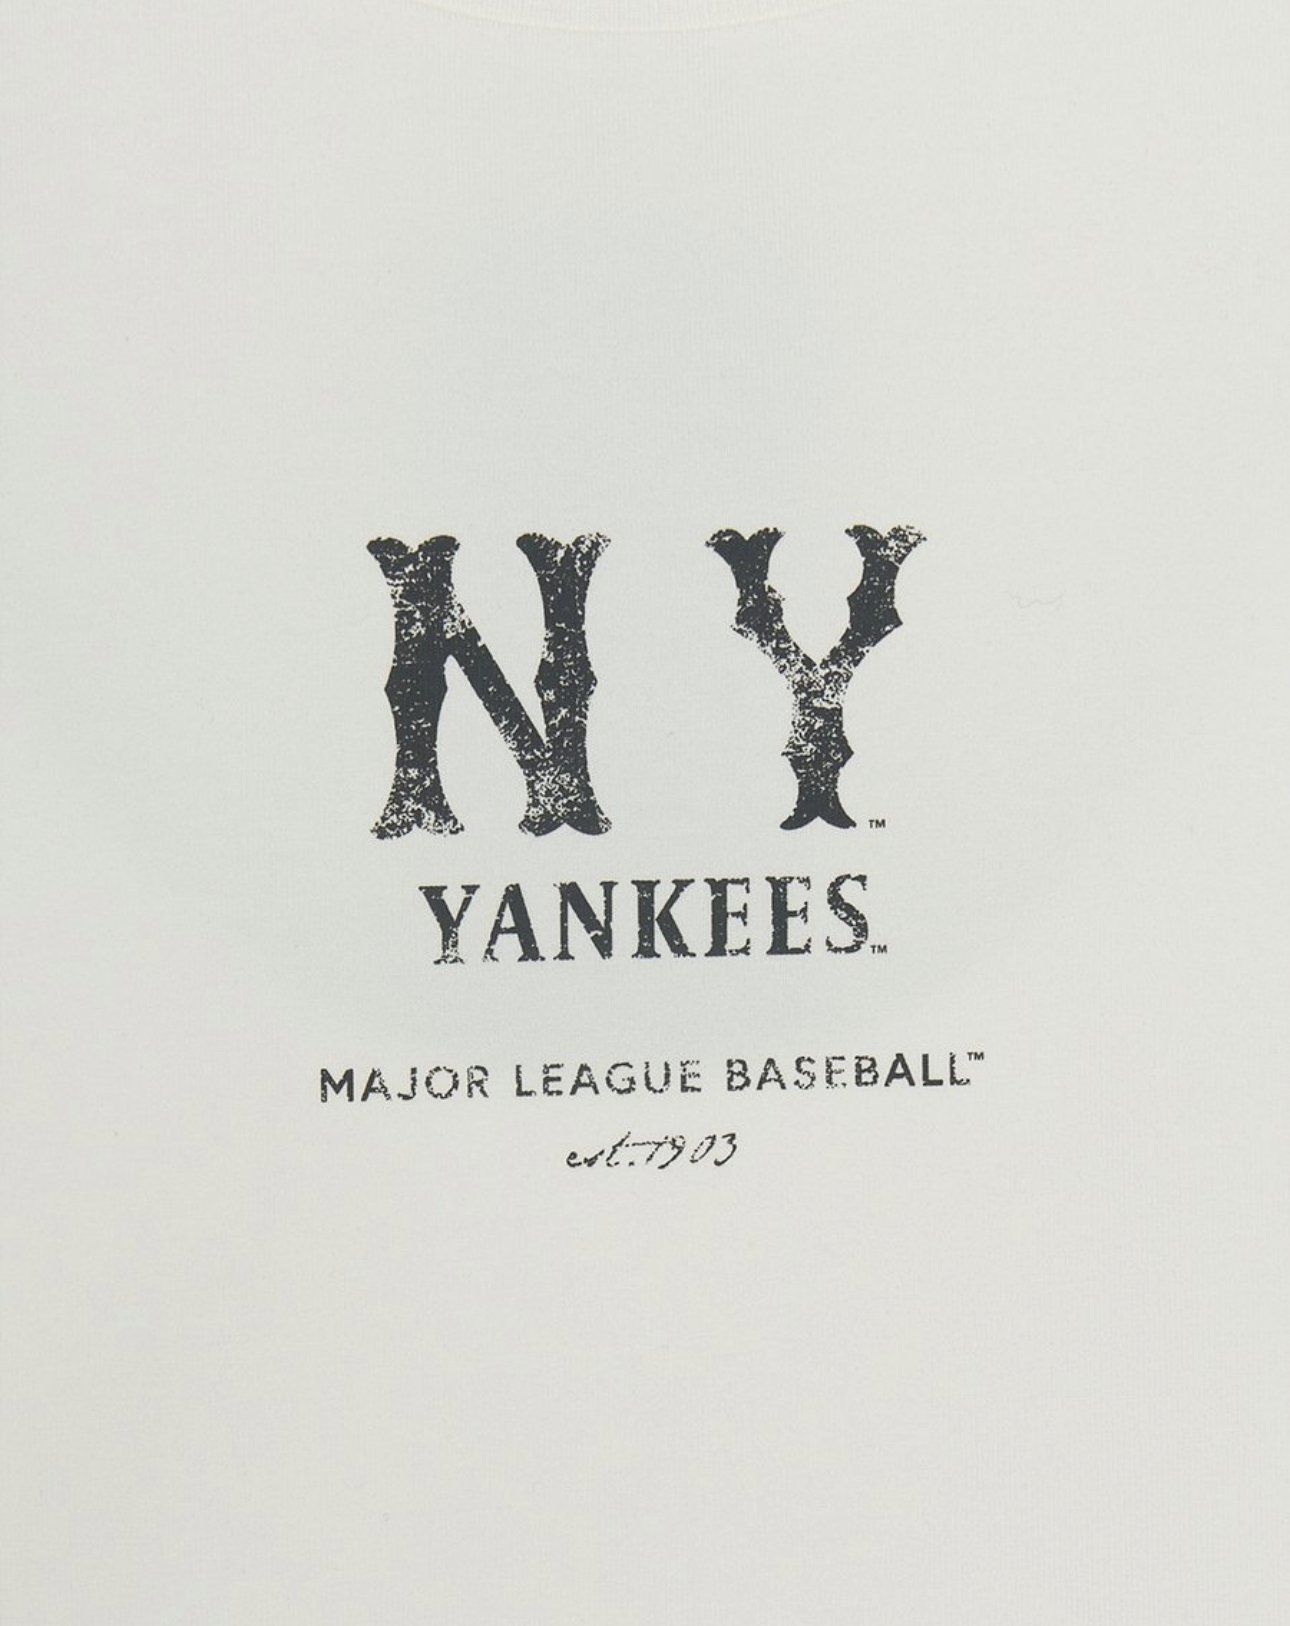 NY™
YANKEES™
MAJOR LEAGUE BASEBALL™
est. 1903